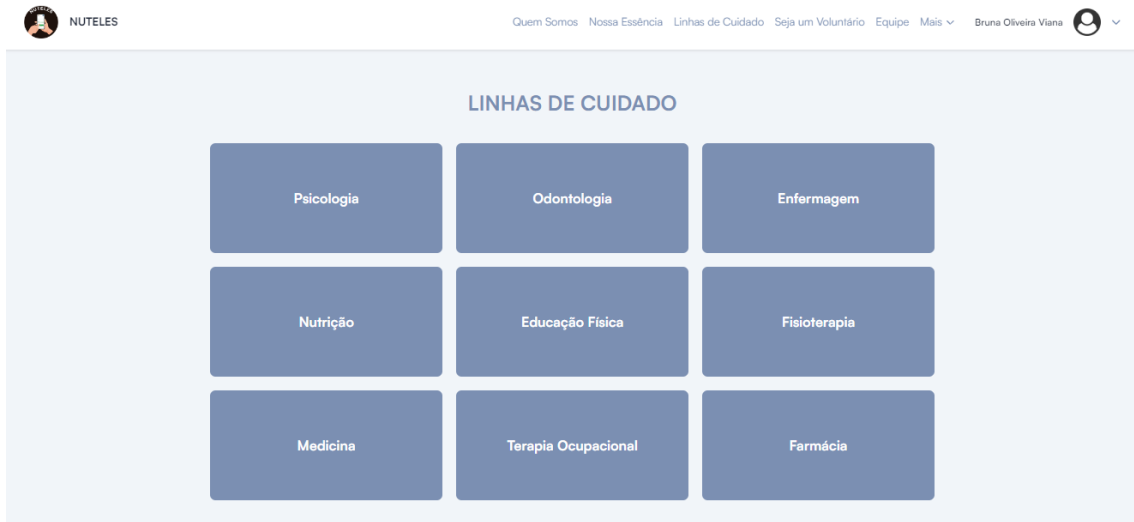 NUTELES
NUTELES Quem Somos Nossa Essência Linhas de Cuidado Seja um Voluntário Equipe Mais Bruna Oliveira Viana
LINHAS DE CUIDADO
Psicologia Odontologia Enfermagem
Nutrição Educação Física Fisioterapia
Medicina Terapia Ocupacional Farmácia